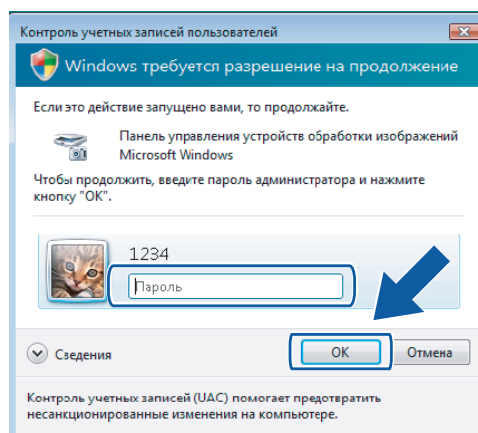 Контроль учетных записей пользователей
Windows требуется разрешение на продолжение
Если это действие запущено вами, то продолжайте.
Панель управления устройств обработки изображений
Microsoft Windows
Чтобы продолжить, введите пароль администратора и нажмите
кнопку "ОК".
1234
Пароль
Сведения
ОК
Отмена
Контроль учетных записей (UAC) помогает предотвратить
несанкционированные изменения на компьютере.